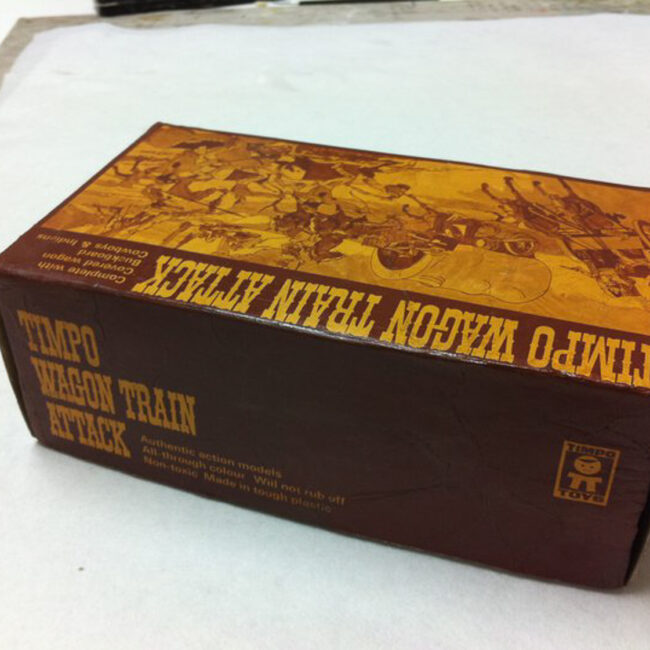 Complete with
Covered wagon
Buckboard
Cowboys & Indians
TIMPO WAGON TRAIN ATTACK
TIMPO
WAGON TRAIN
ATTACK
Authentic action models
All-through colour Will not rub off
Non-toxic Made in tough plastic
TIMPO
TOYS